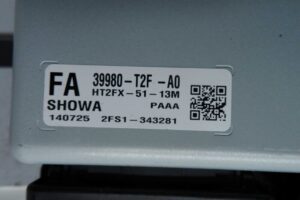 FA 39980-T2F -A0
HT2FX-51-13M
SHOWA PAAA
140725 2FS1-343281